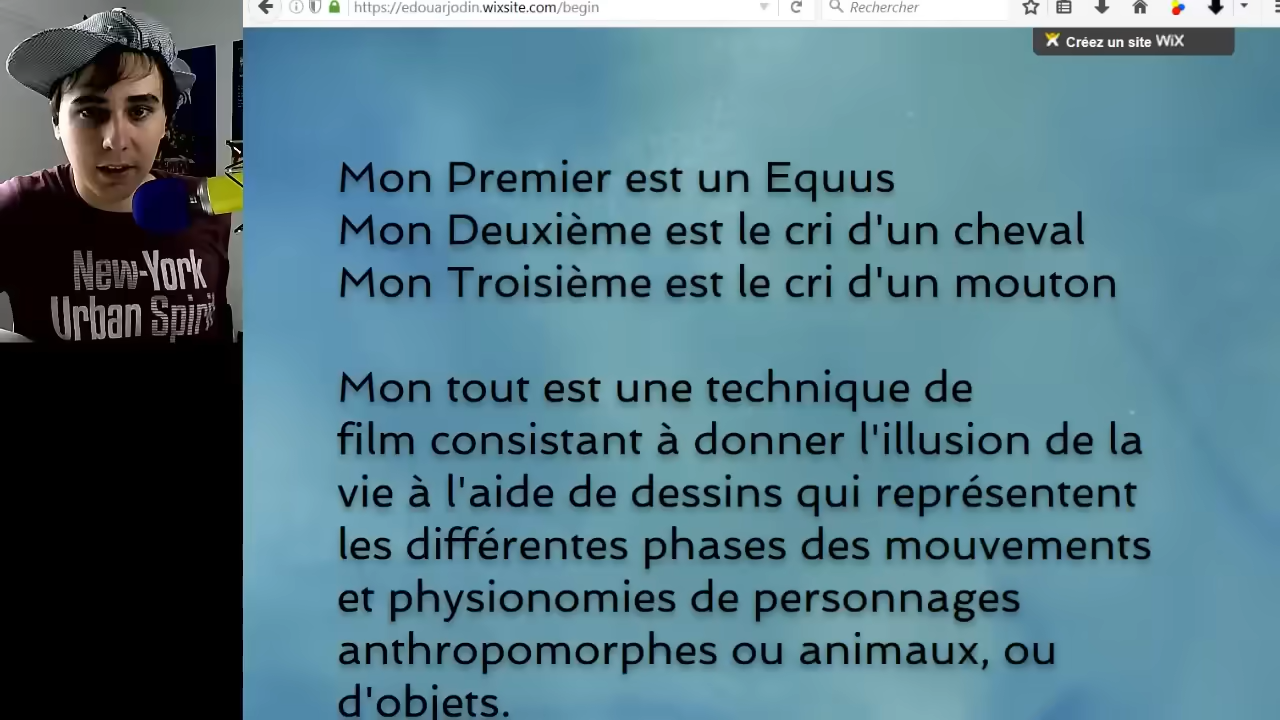 https://edouarjodin.wixsite.com/begin
Rechercher
Créez un site WiX
New-York
Urban Spirit
Mon Premier est un Equus
Mon Deuxième est le cri d'un cheval
Mon Troisième est le cri d'un mouton
Mon tout est une technique de
film consistant à donner l'illusion de la
vie à l'aide de dessins qui représentent
les différentes phases des mouvements
et physionomies de personnages
anthropomorphes ou animaux, ou
d'objets.